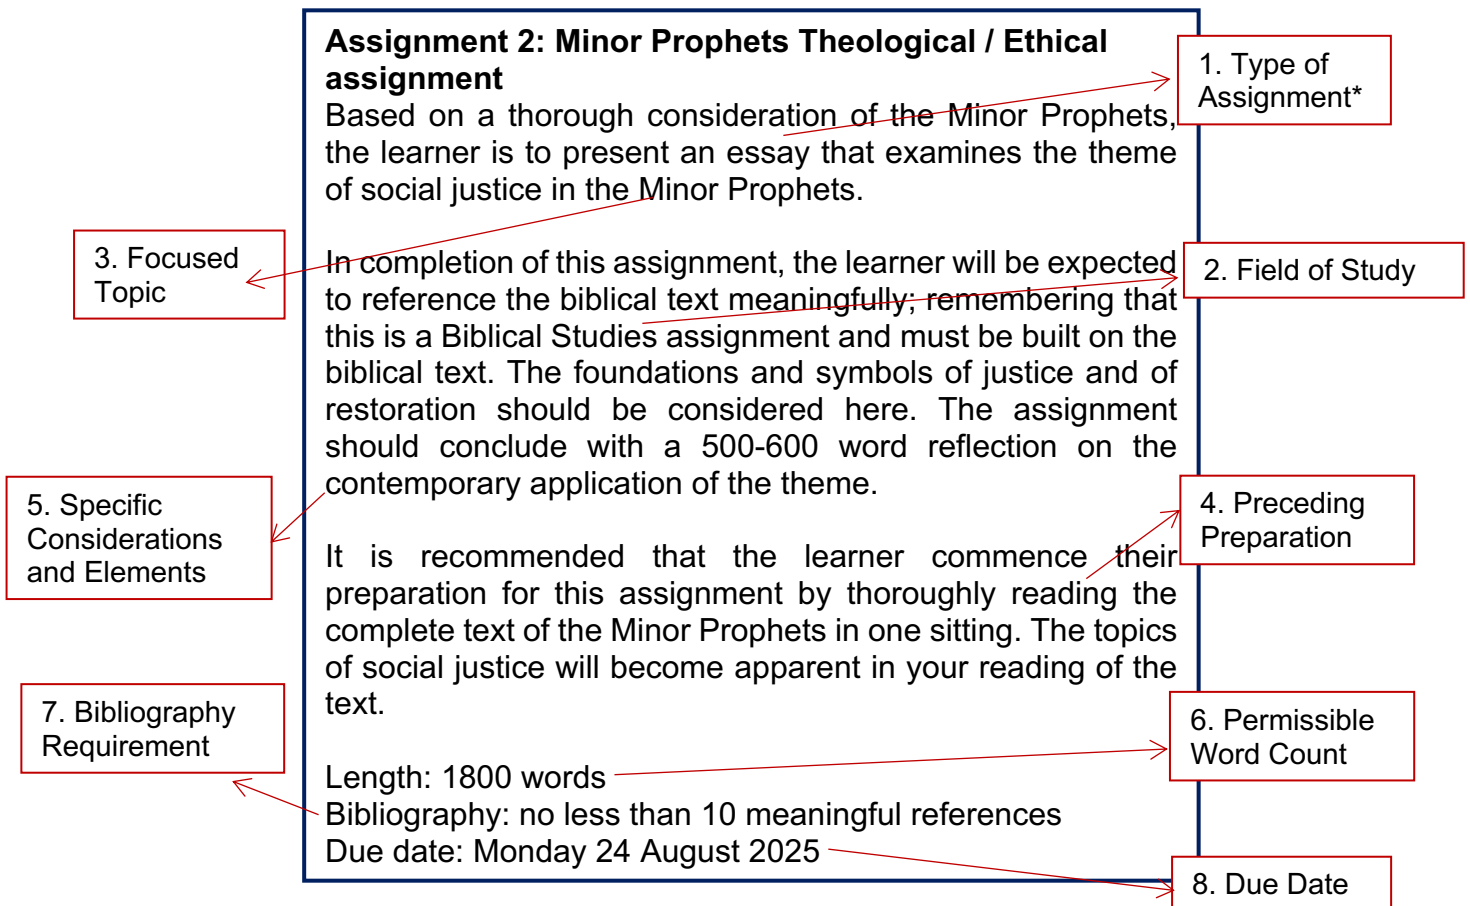 Assignment 2: Minor Prophets Theological / Ethical
assignment
Based on a thorough consideration of the Minor Prophets,
the learner is to present an essay that examines the theme
of social justice in the Minor Prophets.
In completion of this assignment, the learner will be expected
to reference the biblical text meaningfully; remembering that
this is a Biblical Studies assignment and must be built on the
biblical text. The foundations and symbols of justice and of
restoration should be considered here. The assignment
should conclude with a 500-600 word reflection on the
contemporary application of the theme.
It is recommended that the learner commence their
preparation for this assignment by thoroughly reading the
complete text of the Minor Prophets in one sitting. The topics
of social justice will become apparent in your reading of the
text.
Length: 1800 words
Bibliography: no less than 10 meaningful references
Due date: Monday 24 August 2025
1. Type of
Assignment*
2. Field of Study
3. Focused
Topic
4. Preceding
Preparation
5. Specific
Considerations
and Elements
6. Permissible
Word Count
7. Bibliography
Requirement
8. Due Date